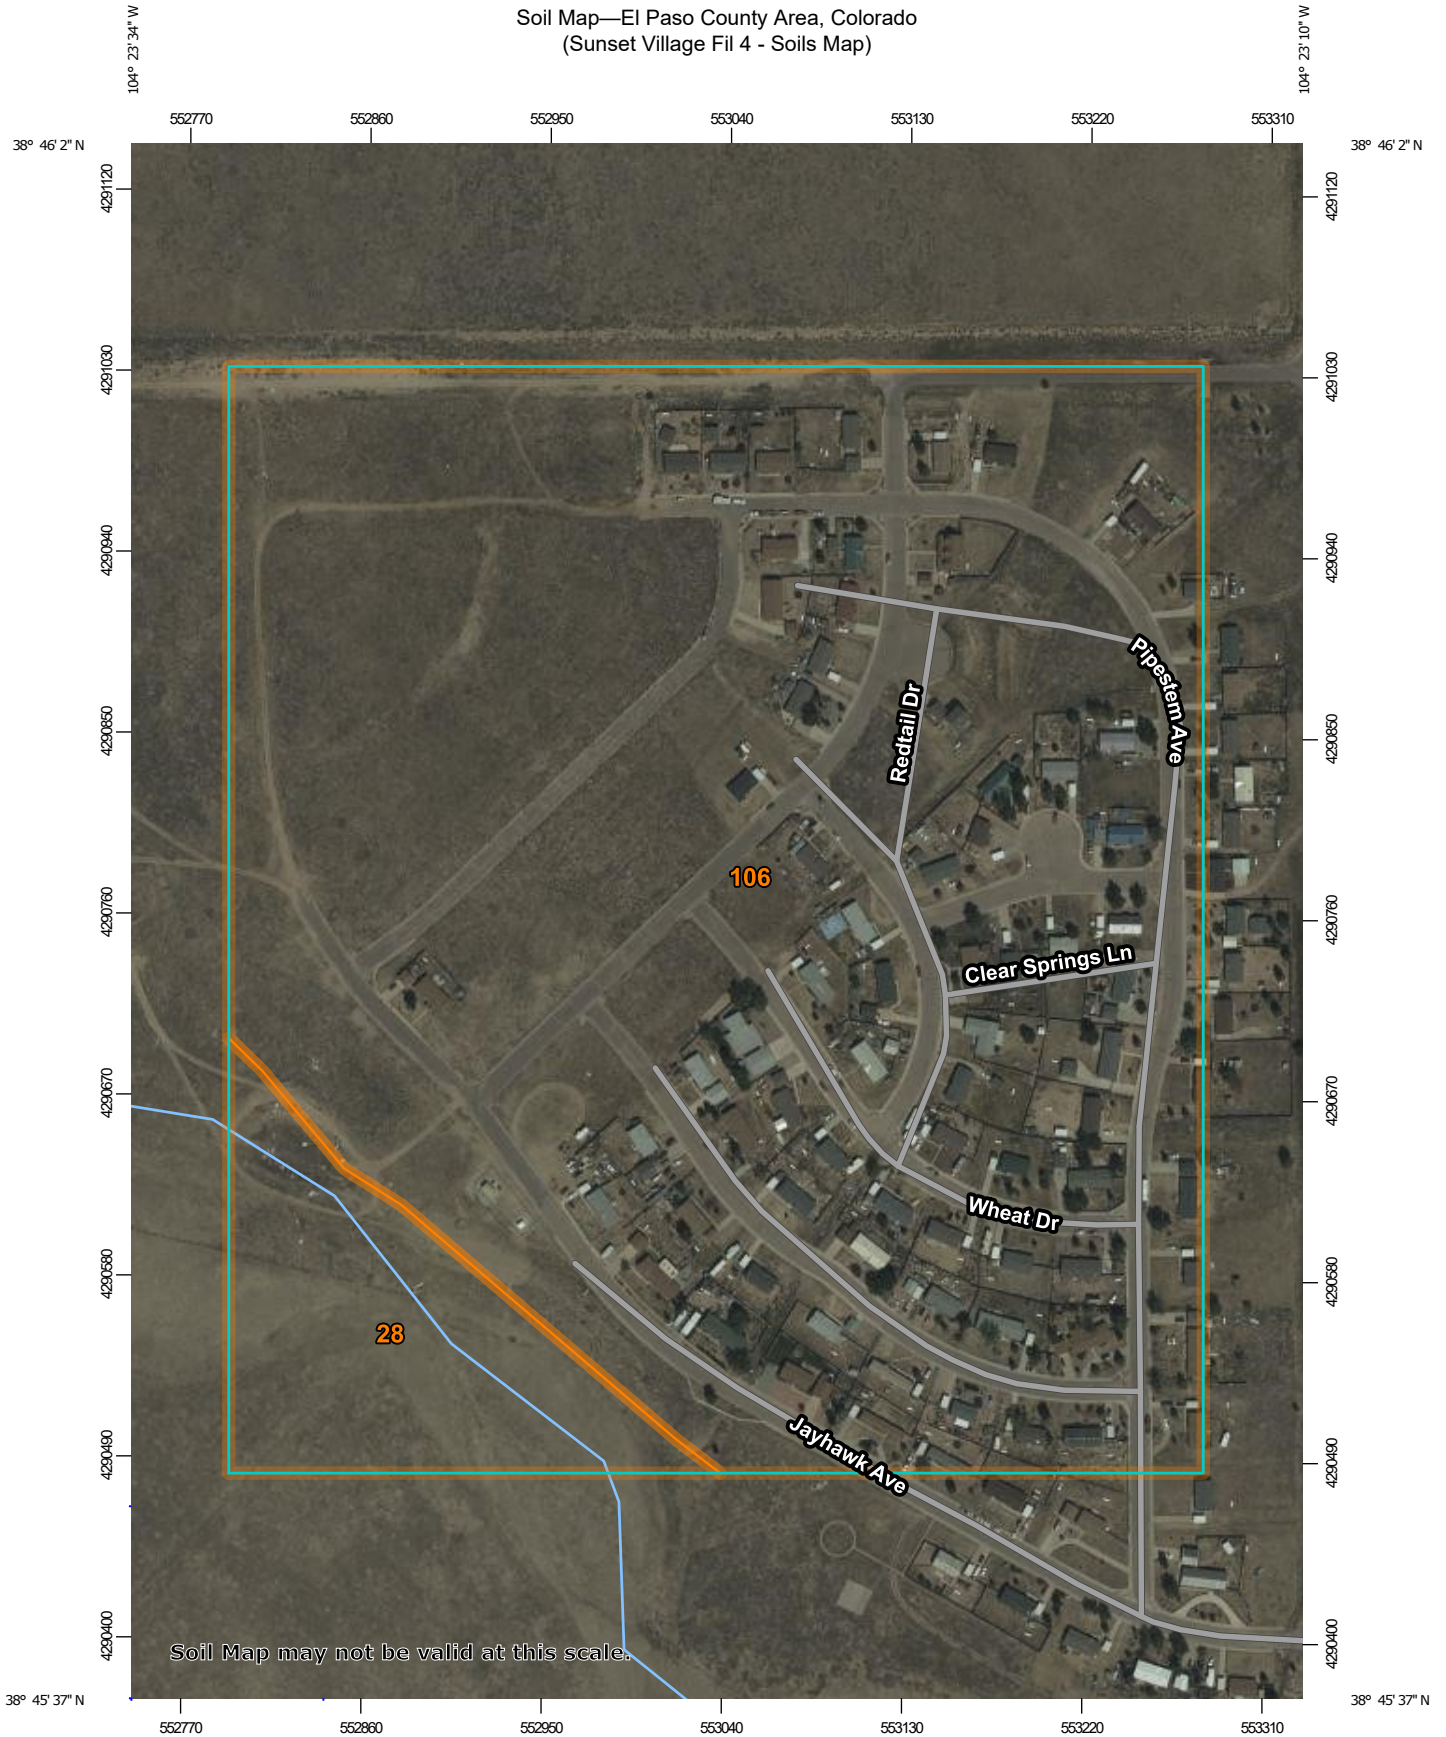 Soil Map—El Paso County Area, Colorado
(Sunset Village Fil 4 - Soils Map)
104° 23' 34" W
104° 23' 10" W
552770
552860
552950
553040
553130
553220
553310
38° 46' 2" N
38° 46' 2" N
4291120
4291120
4291030
4291030
4290940
4290940
Pipestem Ave
Redtail Dr
4290850
4290850
106
4290760
4290760
Clear Springs Ln
4290670
4290670
Wheat Dr
4290580
4290580
28
Jayhawk Ave
4290490
4290490
4290400
4290400
Soil Map may not be valid at this scale.
38° 45' 37" N
38° 45' 37" N
552770
552860
552950
553040
553130
553220
553310